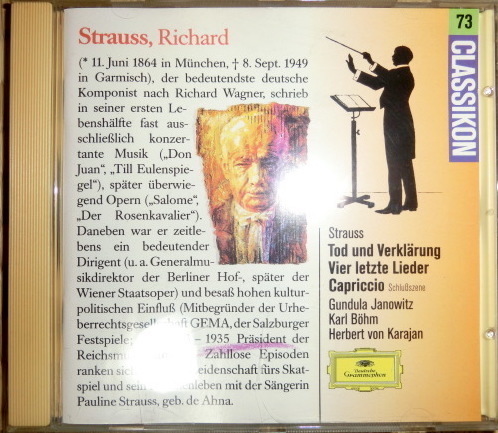 Strauss, Richard
(* 11. Juni 1864 in München, † 8. Sept. 1949
in Garmisch), der bedeutendste deutsche
Komponist nach Richard Wagner, schrieb
in seiner ersten Le-
benshälfte fast aus-
schließlich konzer-
tante Musik („Don
Juan“, „Till Eulenspie-
gel“), später überwie-
gend Opern („Salome“,
„Der Rosenkavalier“).
Daneben war er zeitle-
bens ein bedeutender
Dirigent (u. a. Generalmu-
sikdirektor der Berliner Hof-, später der
Wiener Staatsoper) und besaß hohen kultur-
politischen Einfluß (Mitbegründer der Urhe-
berrechtsgesellschaft GEMA, der Salzburger
Festspiele – 1935 Präsident der
Reichsmus Zahllose Episoden
ranken sich eidenschaft fürs Skat-
spiel und sein leben mit der Sängerin
Pauline Strauss, geb. de Ahna.
73
CLASSIKON
Strauss
Tod und Verklärung
Vier letzte Lieder
Capriccio Schlußszene
Gundula Janowitz
Karl Böhm
Herbert von Karajan
Deutsche
Grammophon